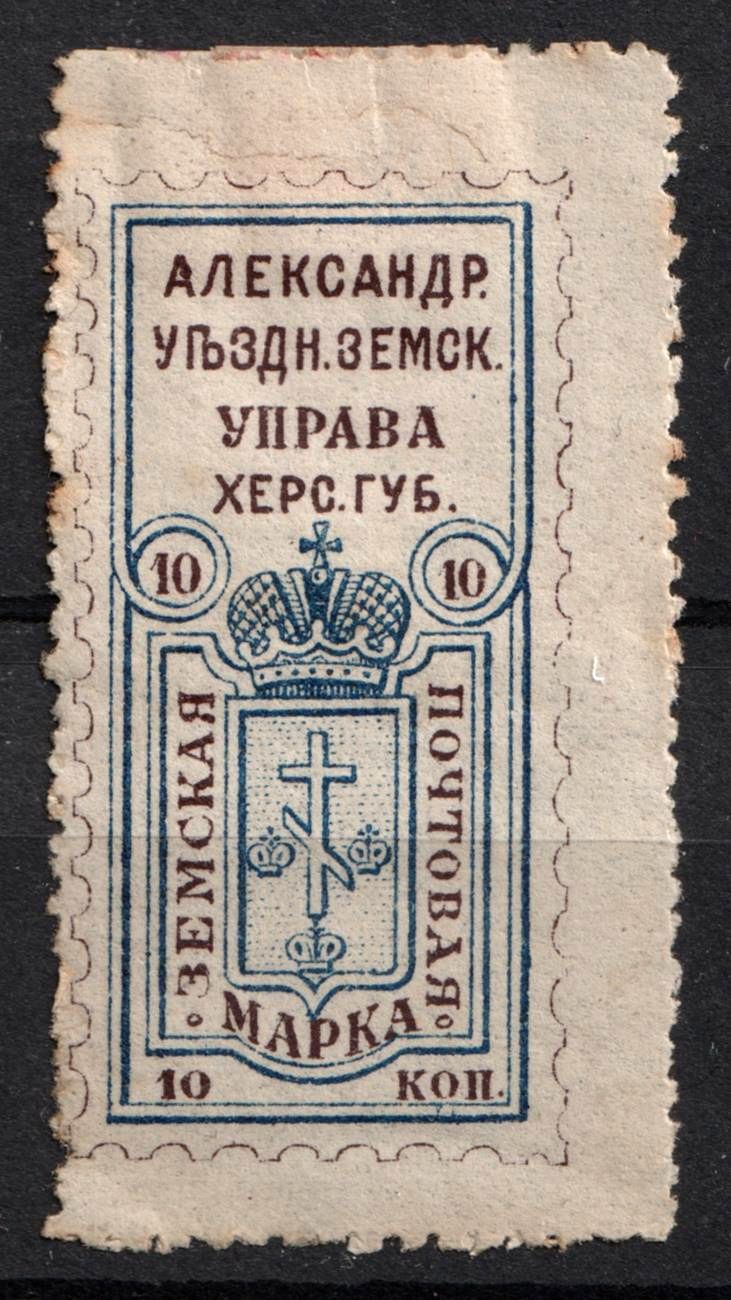 АЛЕКСАНДР.
УѢЗДН. ЗЕМСК.
УПРАВА
ХЕРС. ГУБ.
10
10
ЗЕМСКАЯ
ПОЧТОВАЯ
МАРКА
10 КОП.